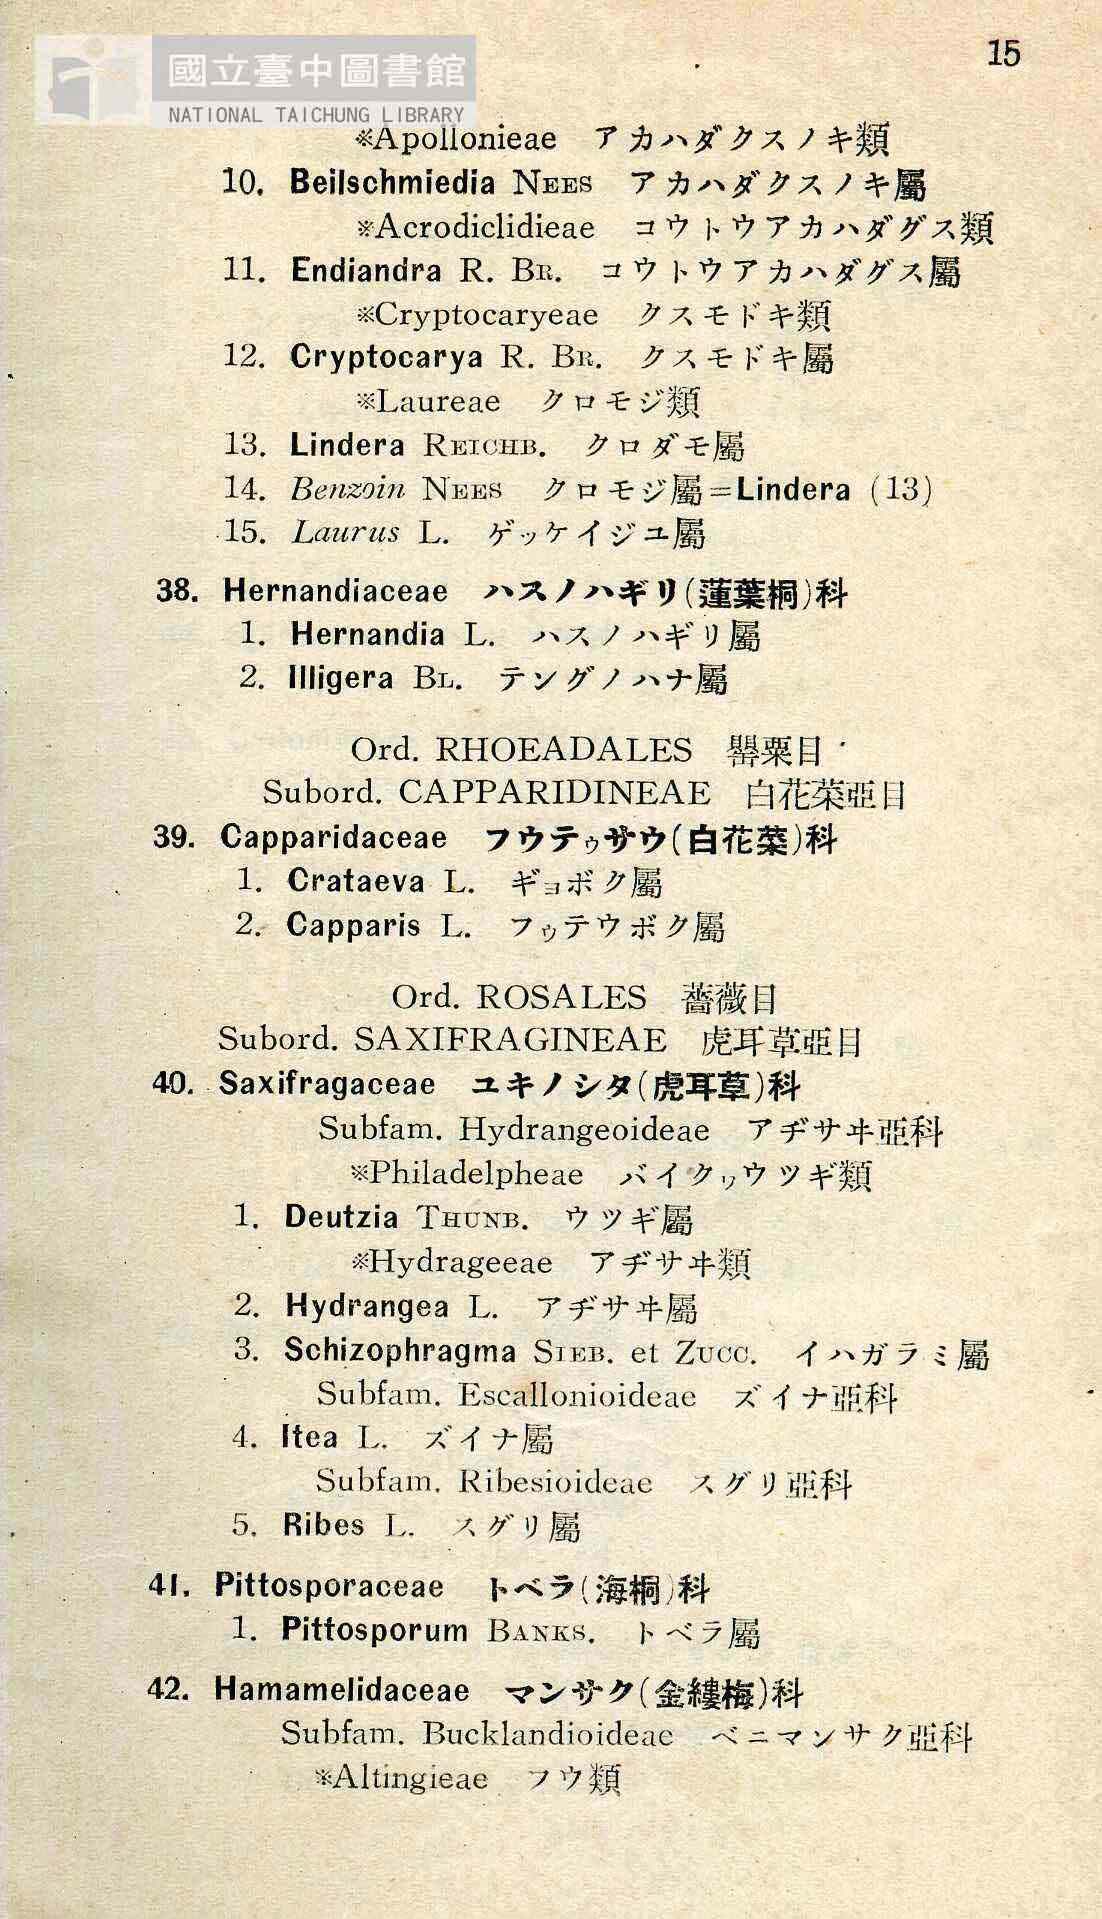 國立臺中圖書館
NATIONAL TAICHUNG LIBRARY
15
※Apollonieae アカハダクスノキ類
10. Beilschmiedia NEES アカハダクスノキ屬
※Acrodiclidieae コウトウアカハダグス類
11. Endiandra R. BR. コウトウアカハダグス屬
※Cryptocaryeae クスモドキ類
12. Cryptocarya R. BR. クスモドキ屬
※Laureae クロモジ類
13. Lindera REICHB. クロダモ屬
14. Benzoin NEES クロモジ屬=Lindera (13)
15. Laurus L. ゲッケイジユ屬
38. Hernandiaceae ハスノハギリ(蓮葉桐)科
1. Hernandia L. ハスノハギリ屬
2. Illigera BL. テングノハナ屬
Ord. RHOEADALES 罌粟目
Subord. CAPPARIDINEAE 白花菜亞目
39. Capparidaceae フウテゥサウ(白花菜)科
1. Crataeva L. ギョボク屬
2. Capparis L. フゥテウボク屬
Ord. ROSALES 薔薇目
Subord. SAXIFRAGINEAE 虎耳草亞目
40. Saxifragaceae ユキノシタ(虎耳草)科
Subfam. Hydrangeoideae アヂサヰ亞科
※Philadelpheae バイクヮウツギ類
1. Deutzia THUNB. ウツギ屬
※Hydrageeae アヂサヰ類
2. Hydrangea L. アヂサヰ屬
3. Schizophragma SIEB. et ZUCC. イハガラミ屬
Subfam. Escallonioideae ズイナ亞科
4. Itea L. ズイナ屬
Subfam. Ribesioideae スグリ亞科
5. Ribes L. スグリ屬
41. Pittosporaceae トベラ(海桐)科
1. Pittosporum BANKS. トベラ屬
42. Hamamelidaceae マンサク(金縷梅)科
Subfam. Bucklandioideae ベニマンサク亞科
※Altingieae フウ類